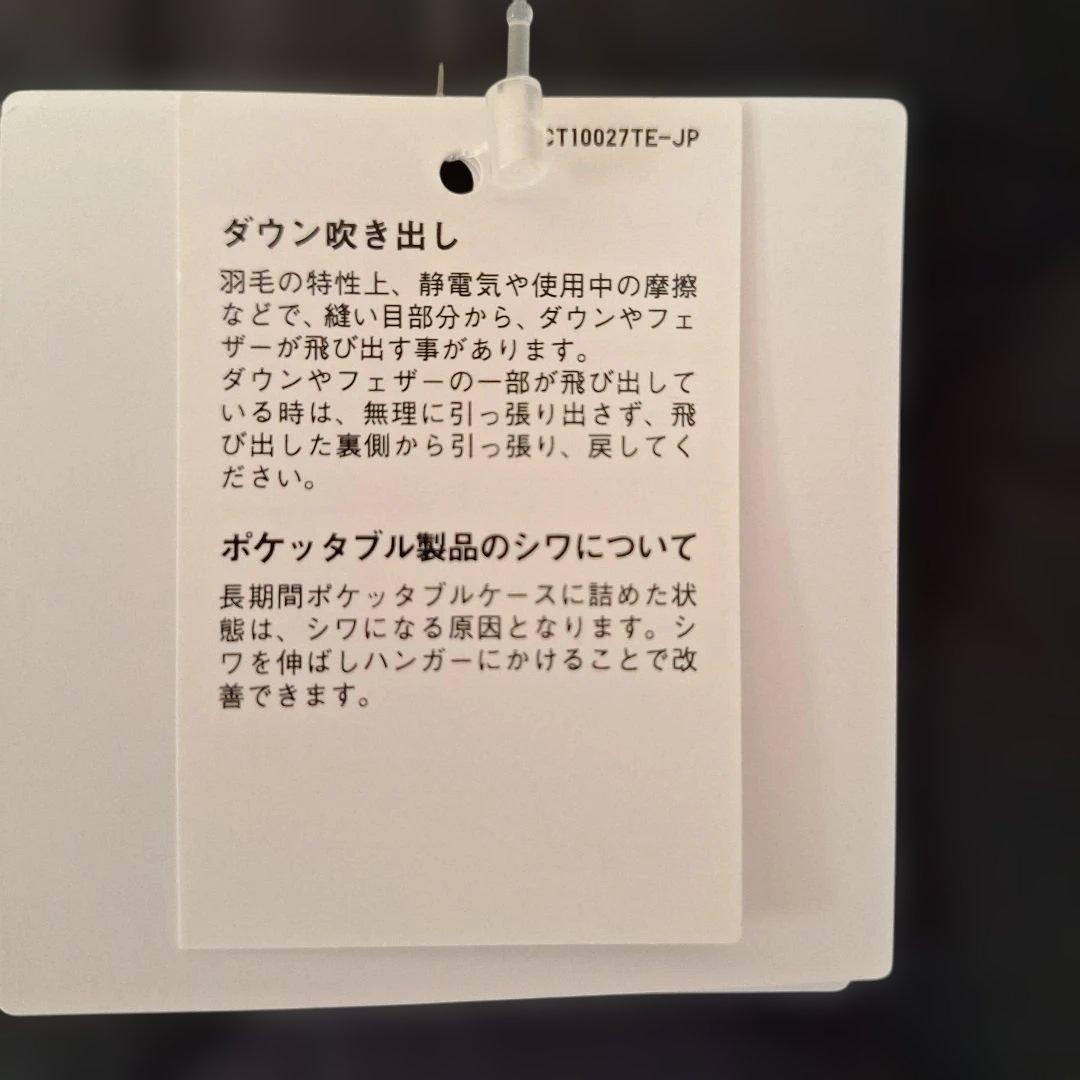 CT10027TE-JP
ダウン吹き出し
羽毛の特性上、静電気や使用中の摩擦
などで、縫い目部分から、ダウンやフェ
ザーが飛び出す事があります。
ダウンやフェザーの一部が飛び出して
いる時は、無理に引っ張り出さず、飛
び出した裏側から引っ張り、戻してく
ださい。
ポケッタブル製品のシワについて
長期間ポケッタブルケースに詰めた状
態は、シワになる原因となります。シ
ワを伸ばしハンガーにかけることで改
善できます。